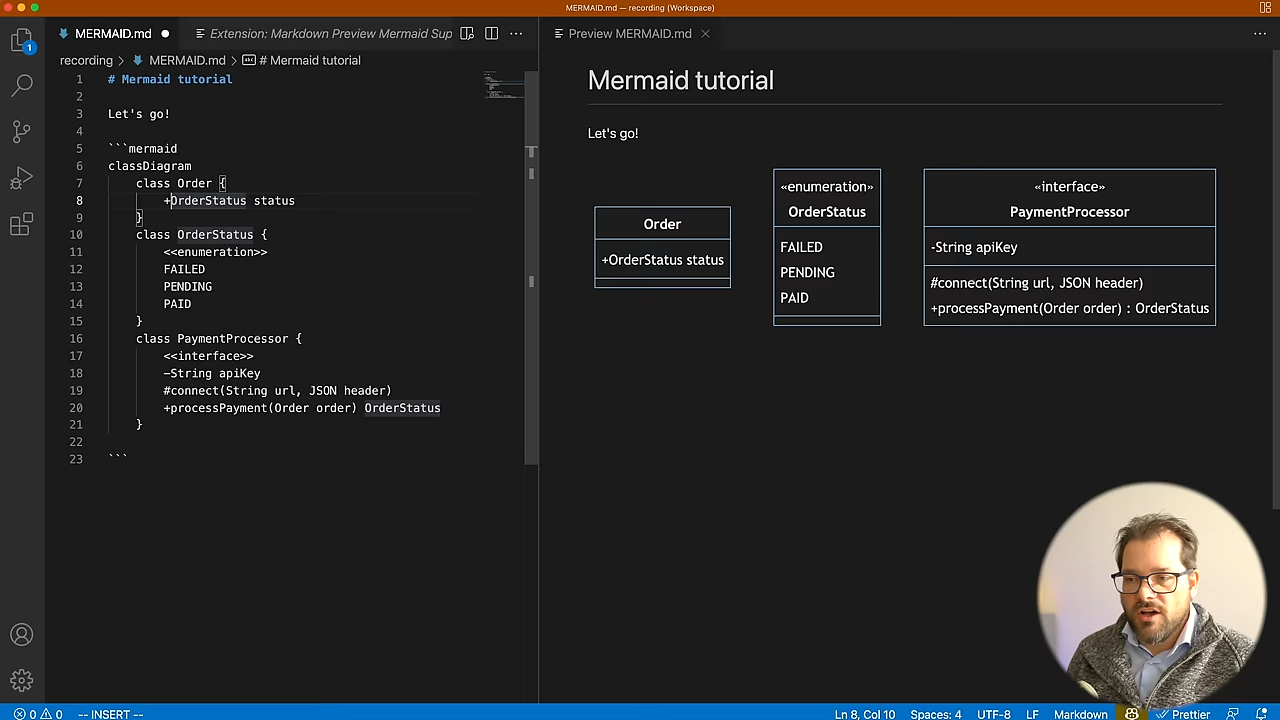 MERMAID.md — recording (Workspace)
MERMAID.md
Extension: Markdown Preview Mermaid Sup
Preview MERMAID.md
1
recording > MERMAID.md > # Mermaid tutorial
1 # Mermaid tutorial
2
3 Let's go!
4
5 ```mermaid
6 classDiagram
7 class Order {
8 +OrderStatus status
9 }
10 class OrderStatus {
11 <<enumeration>>
12 FAILED
13 PENDING
14 PAID
15 }
16 class PaymentProcessor {
17 <<interface>>
18 -String apiKey
19 #connect(String url, JSON header)
20 +processPayment(Order order) OrderStatus
21 }
22
23 ```
Mermaid tutorial
Let's go!
Order
+OrderStatus status
«enumeration»
OrderStatus
FAILED
PENDING
PAID
«interface»
PaymentProcessor
-String apiKey
#connect(String url, JSON header)
+processPayment(Order order) : OrderStatus
0 0 -- INSERT -- Ln 8, Col 10 Spaces: 4 UTF-8 LF Markdown Prettier